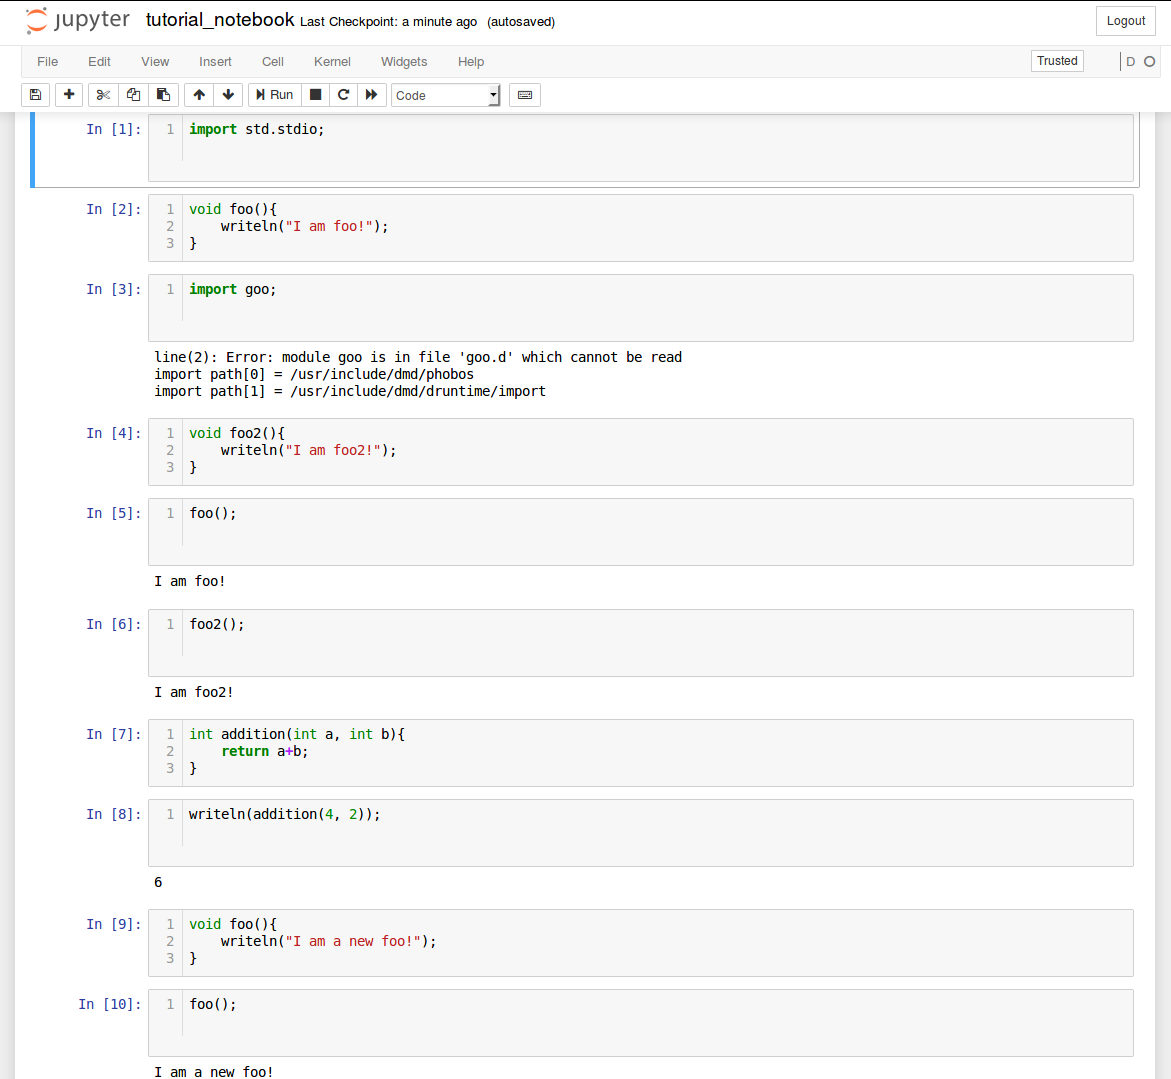 jupyter tutorial_notebook Last Checkpoint: a minute ago (autosaved) Logout
File Edit View Insert Cell Kernel Widgets Help Trusted D
Run Code
In [1]: 1 import std.stdio;
In [2]: 1 void foo(){
2     writeln("I am foo!");
3 }
In [3]: 1 import goo;
line(2): Error: module goo is in file 'goo.d' which cannot be read
import path[0] = /usr/include/dmd/phobos
import path[1] = /usr/include/dmd/druntime/import
In [4]: 1 void foo2(){
2     writeln("I am foo2!");
3 }
In [5]: 1 foo();
I am foo!
In [6]: 1 foo2();
I am foo2!
In [7]: 1 int addition(int a, int b){
2     return a+b;
3 }
In [8]: 1 writeln(addition(4, 2));
6
In [9]: 1 void foo(){
2     writeln("I am a new foo!");
3 }
In [10]: 1 foo();
I am a new foo!